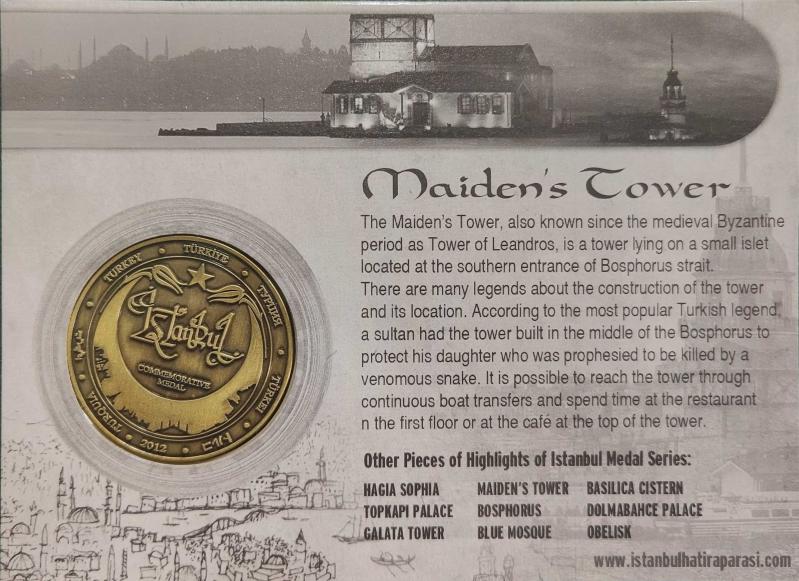 Maiden's Tower
The Maiden's Tower, also known since the medieval Byzantine
period as Tower of Leandros, is a tower lying on a small islet
located at the southern entrance of Bosphorus strait.
There are many legends about the construction of the tower
and its location. According to the most popular Turkish legend,
a sultan had the tower built in the middle of the Bosphorus to
protect his daughter who was prophesied to be killed by a
venomous snake. It is possible to reach the tower through
continuous boat transfers and spend time at the restaurant
n the first floor or at the café at the top of the tower.
Other Pieces of Highlights of Istanbul Medal Series:
HAGIA SOPHIA MAIDEN'S TOWER BASILICA CISTERN
TOPKAPI PALACE BOSPHORUS DOLMABAHCE PALACE
GALATA TOWER BLUE MOSQUE OBELISK
www.istanbulhatiraparasi.com
TURKEY
TÜRKİYE
ТУРЦИЯ
TÜRKEI
2012
TURQUIA
İstanbul
COMMEMORATIVE
MEDAL